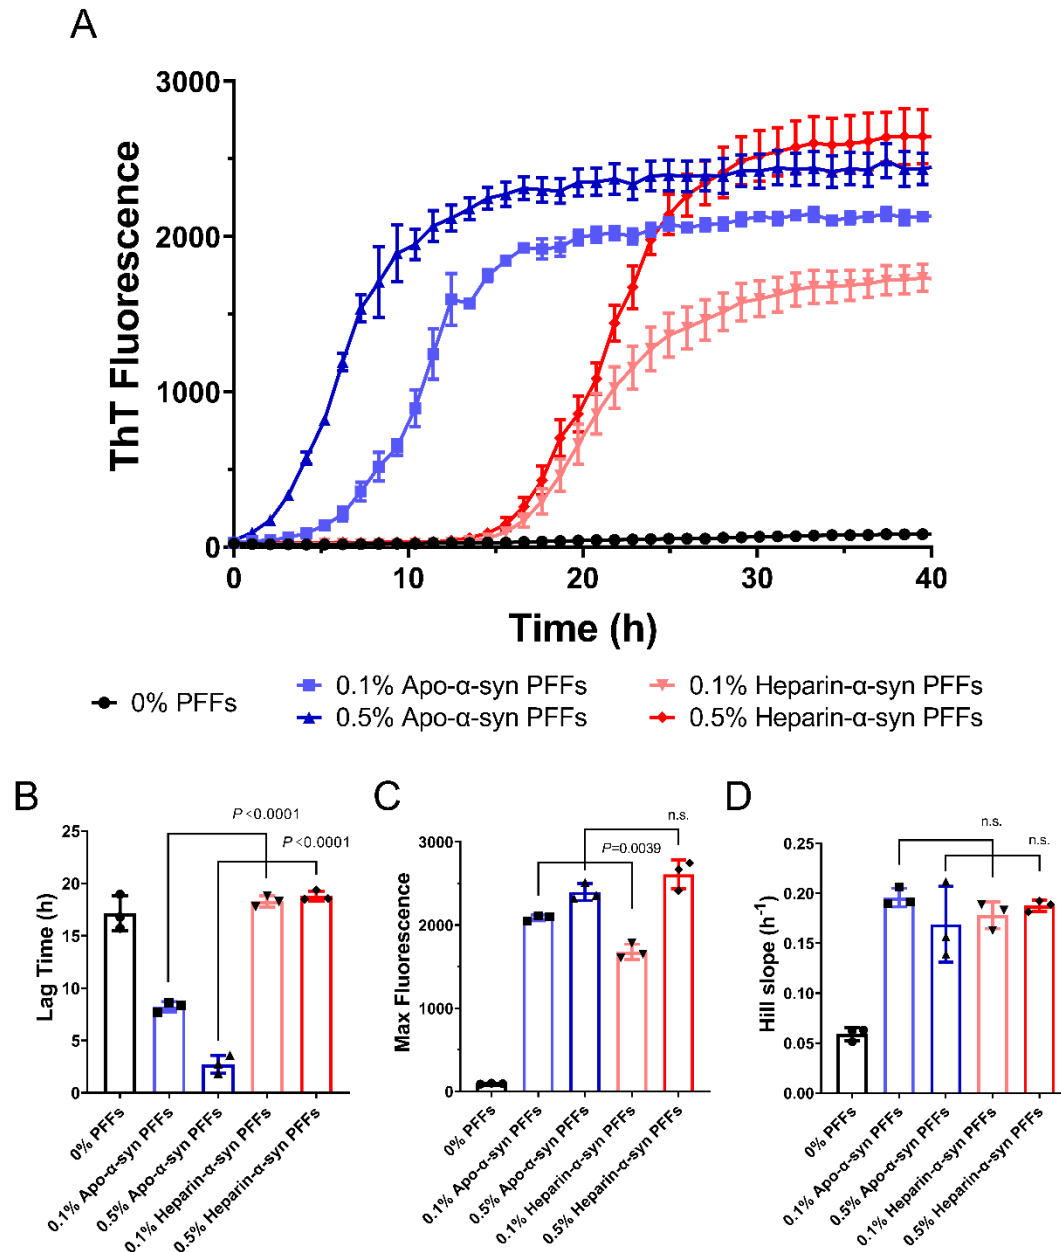 A
3000
2000
1000
0
ThT Fluorescence
0 10 20 30 40
Time (h)
0% PFFs
0.1% Apo-α-syn PFFs
0.5% Apo-α-syn PFFs
0.1% Heparin-α-syn PFFs
0.5% Heparin-α-syn PFFs
B
P<0.0001
P<0.0001
25
20
15
10
5
0
Lag Time (h)
0% PFFs
0.1% Apo-α-syn PFFs
0.5% Apo-α-syn PFFs
0.1% Heparin-α-syn PFFs
0.5% Heparin-α-syn PFFs
C
n.s.
P=0.0039
3000
2000
1000
0
Max Fluorescence
0% PFFs
0.1% Apo-α-syn PFFs
0.5% Apo-α-syn PFFs
0.1% Heparin-α-syn PFFs
0.5% Heparin-α-syn PFFs
D
n.s.
n.s.
0.25
0.20
0.15
0.10
0.05
0.00
Hill slope (h⁻¹)
0% PFFs
0.1% Apo-α-syn PFFs
0.5% Apo-α-syn PFFs
0.1% Heparin-α-syn PFFs
0.5% Heparin-α-syn PFFs